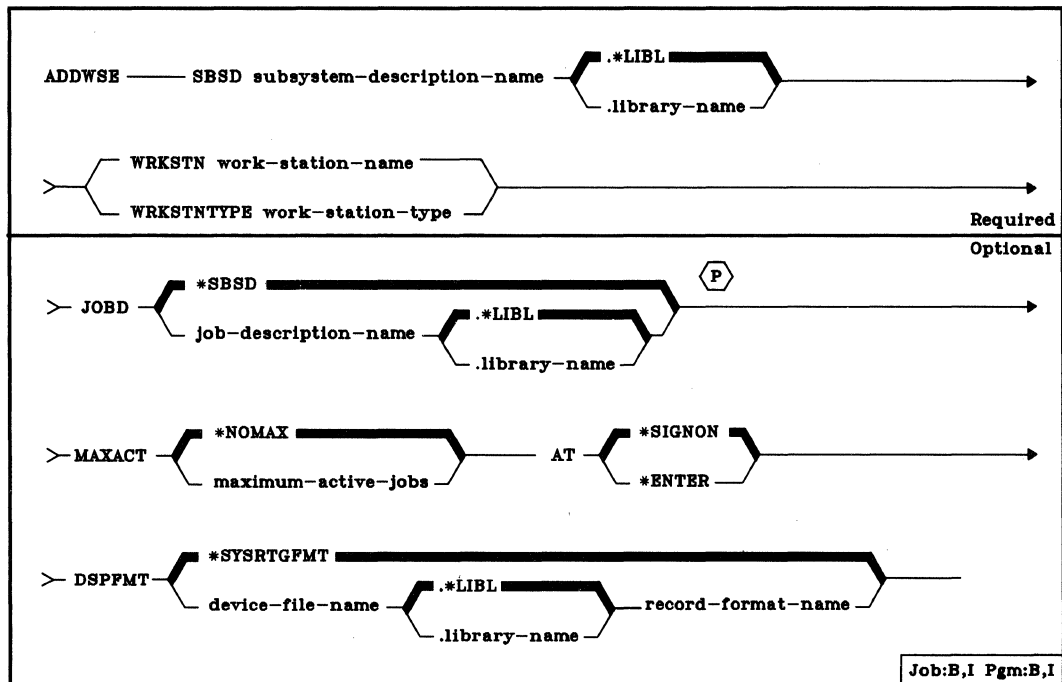 .*LIBL
ADDWSE SBSD subsystem-description-name
.library-name
WRKSTN work-station-name
WRKSTNTYPE work-station-type
Required
Optional
*SBSD
P
JOBD
.*LIBL
job-description-name
.library-name
*NOMAX
*SIGNON
MAXACT
AT
maximum-active-jobs
*ENTER
*SYSRTGFMT
DSPFMT
.*LIBL
device-file-name
record-format-name
.library-name
Job:B,I Pgm:B,I